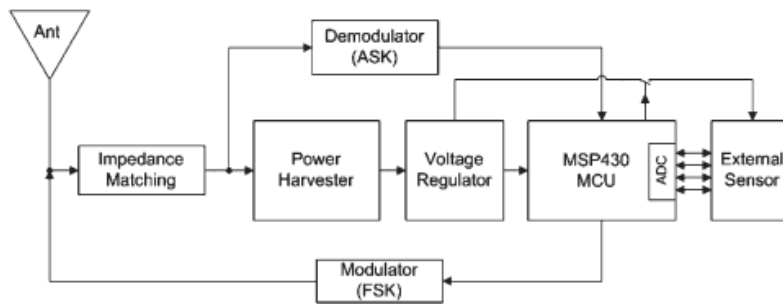 Ant
Demodulator
(ASK)
Impedance
Matching
Power
Harvester
Voltage
Regulator
MSP430
MCU
ADC
External
Sensor
Modulator
(FSK)